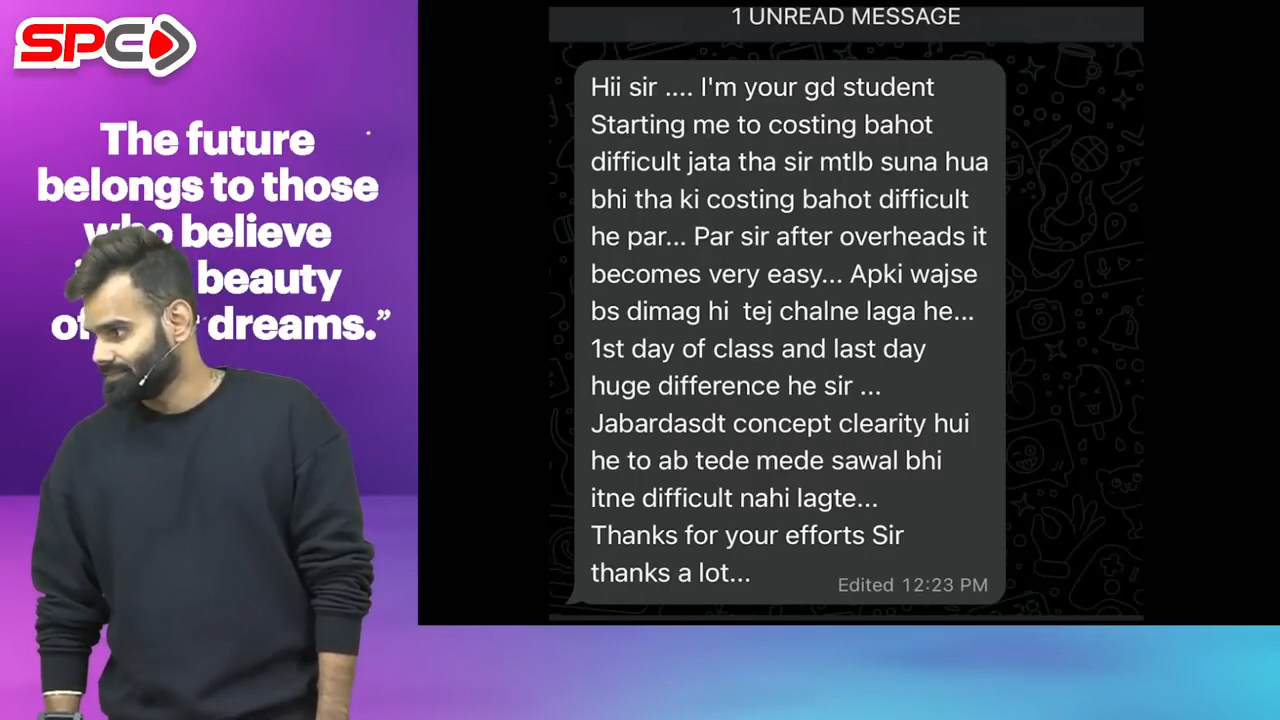 SPC
The future
belongs to those
who believe
beauty
dreams.”
1 UNREAD MESSAGE
Hii sir .... I'm your gd student
Starting me to costing bahot
difficult jata tha sir mtlb suna hua
bhi tha ki costing bahot difficult
he par... Par sir after overheads it
becomes very easy... Apki wajse
bs dimag hi tej chalne laga he...
1st day of class and last day
huge difference he sir ...
Jabardasdt concept clearity hui
he to ab tede mede sawal bhi
itne difficult nahi lagte...
Thanks for your efforts Sir
thanks a lot...
Edited 12:23 PM